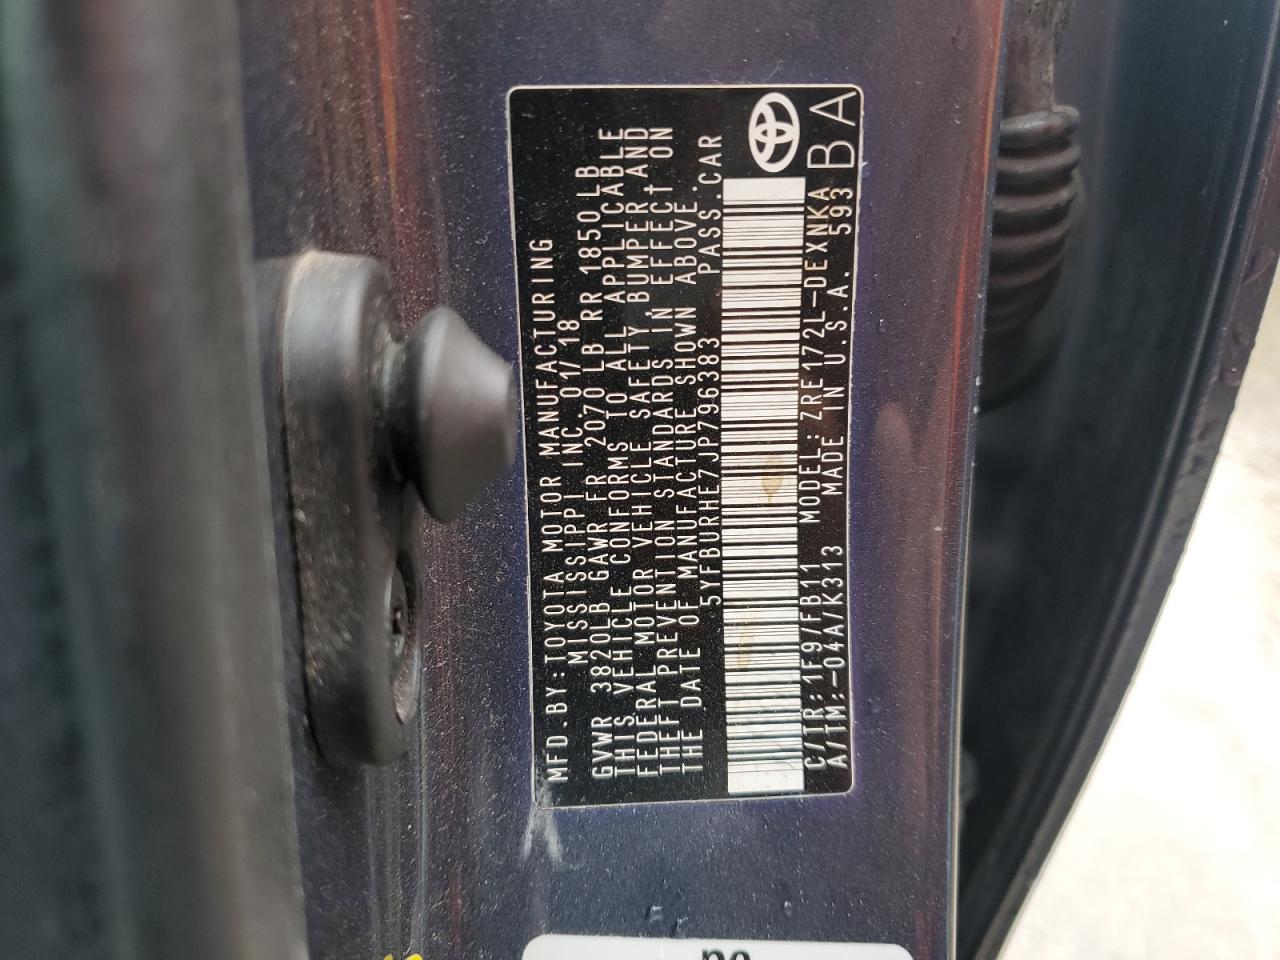 MFD.BY:TOYOTA MOTOR MANUFACTURING
MISSISSIPPI INC. 01/18
GVWR 3820LB GAWR FR 2070LB RR 1850LB
THIS VEHICLE CONFORMS TO ALL APPLICABLE
FEDERAL MOTOR VEHICLE SAFETY, BUMPER, AND
THEFT PREVENTION STANDARDS IN EFFECT ON
THE DATE OF MANUFACTURE SHOWN ABOVE.
5YFBURHE7JP796383 PASS.CAR
C/TR: 1F9/FB11 MODEL: ZRE172L-DEXNKA
A/TM:-04A/K313 MADE IN U.S.A. 593
BA